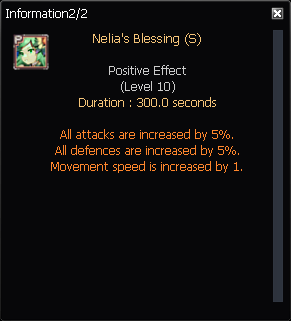 Information2/2
Nelia's Blessing (S)
Positive Effect
(Level 10)
Duration : 300.0 seconds
All attacks are increased by 5%.
All defences are increased by 5%.
Movement speed is increased by 1.